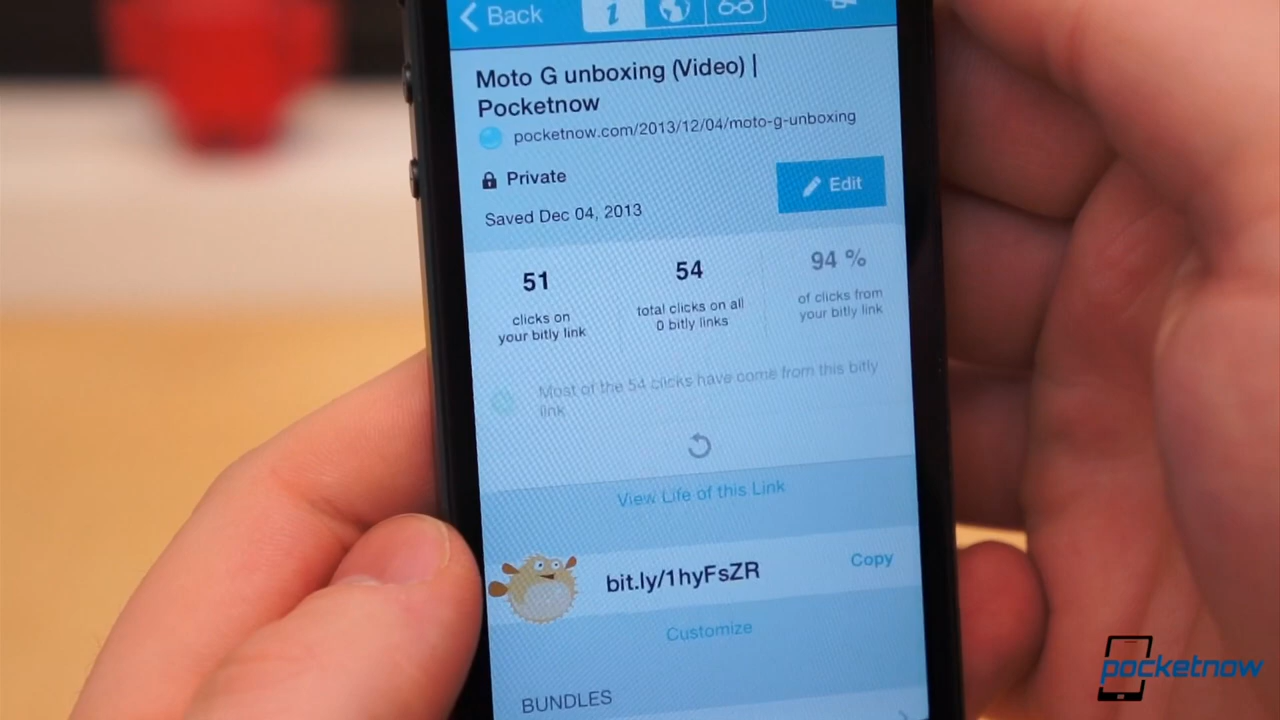 Back
Moto G unboxing (Video) |
Pocketnow
pocketnow.com/2013/12/04/moto-g-unboxing
Private
Edit
Saved Dec 04, 2013
51
clicks on
your bitly link
54
total clicks on all
0 bitly links
94 %
of clicks from
your bitly link
Most of the 54 clicks have come from this bitly
link
View Life of this Link
bit.ly/1hyFsZR
Copy
Customize
BUNDLES
pocketnow